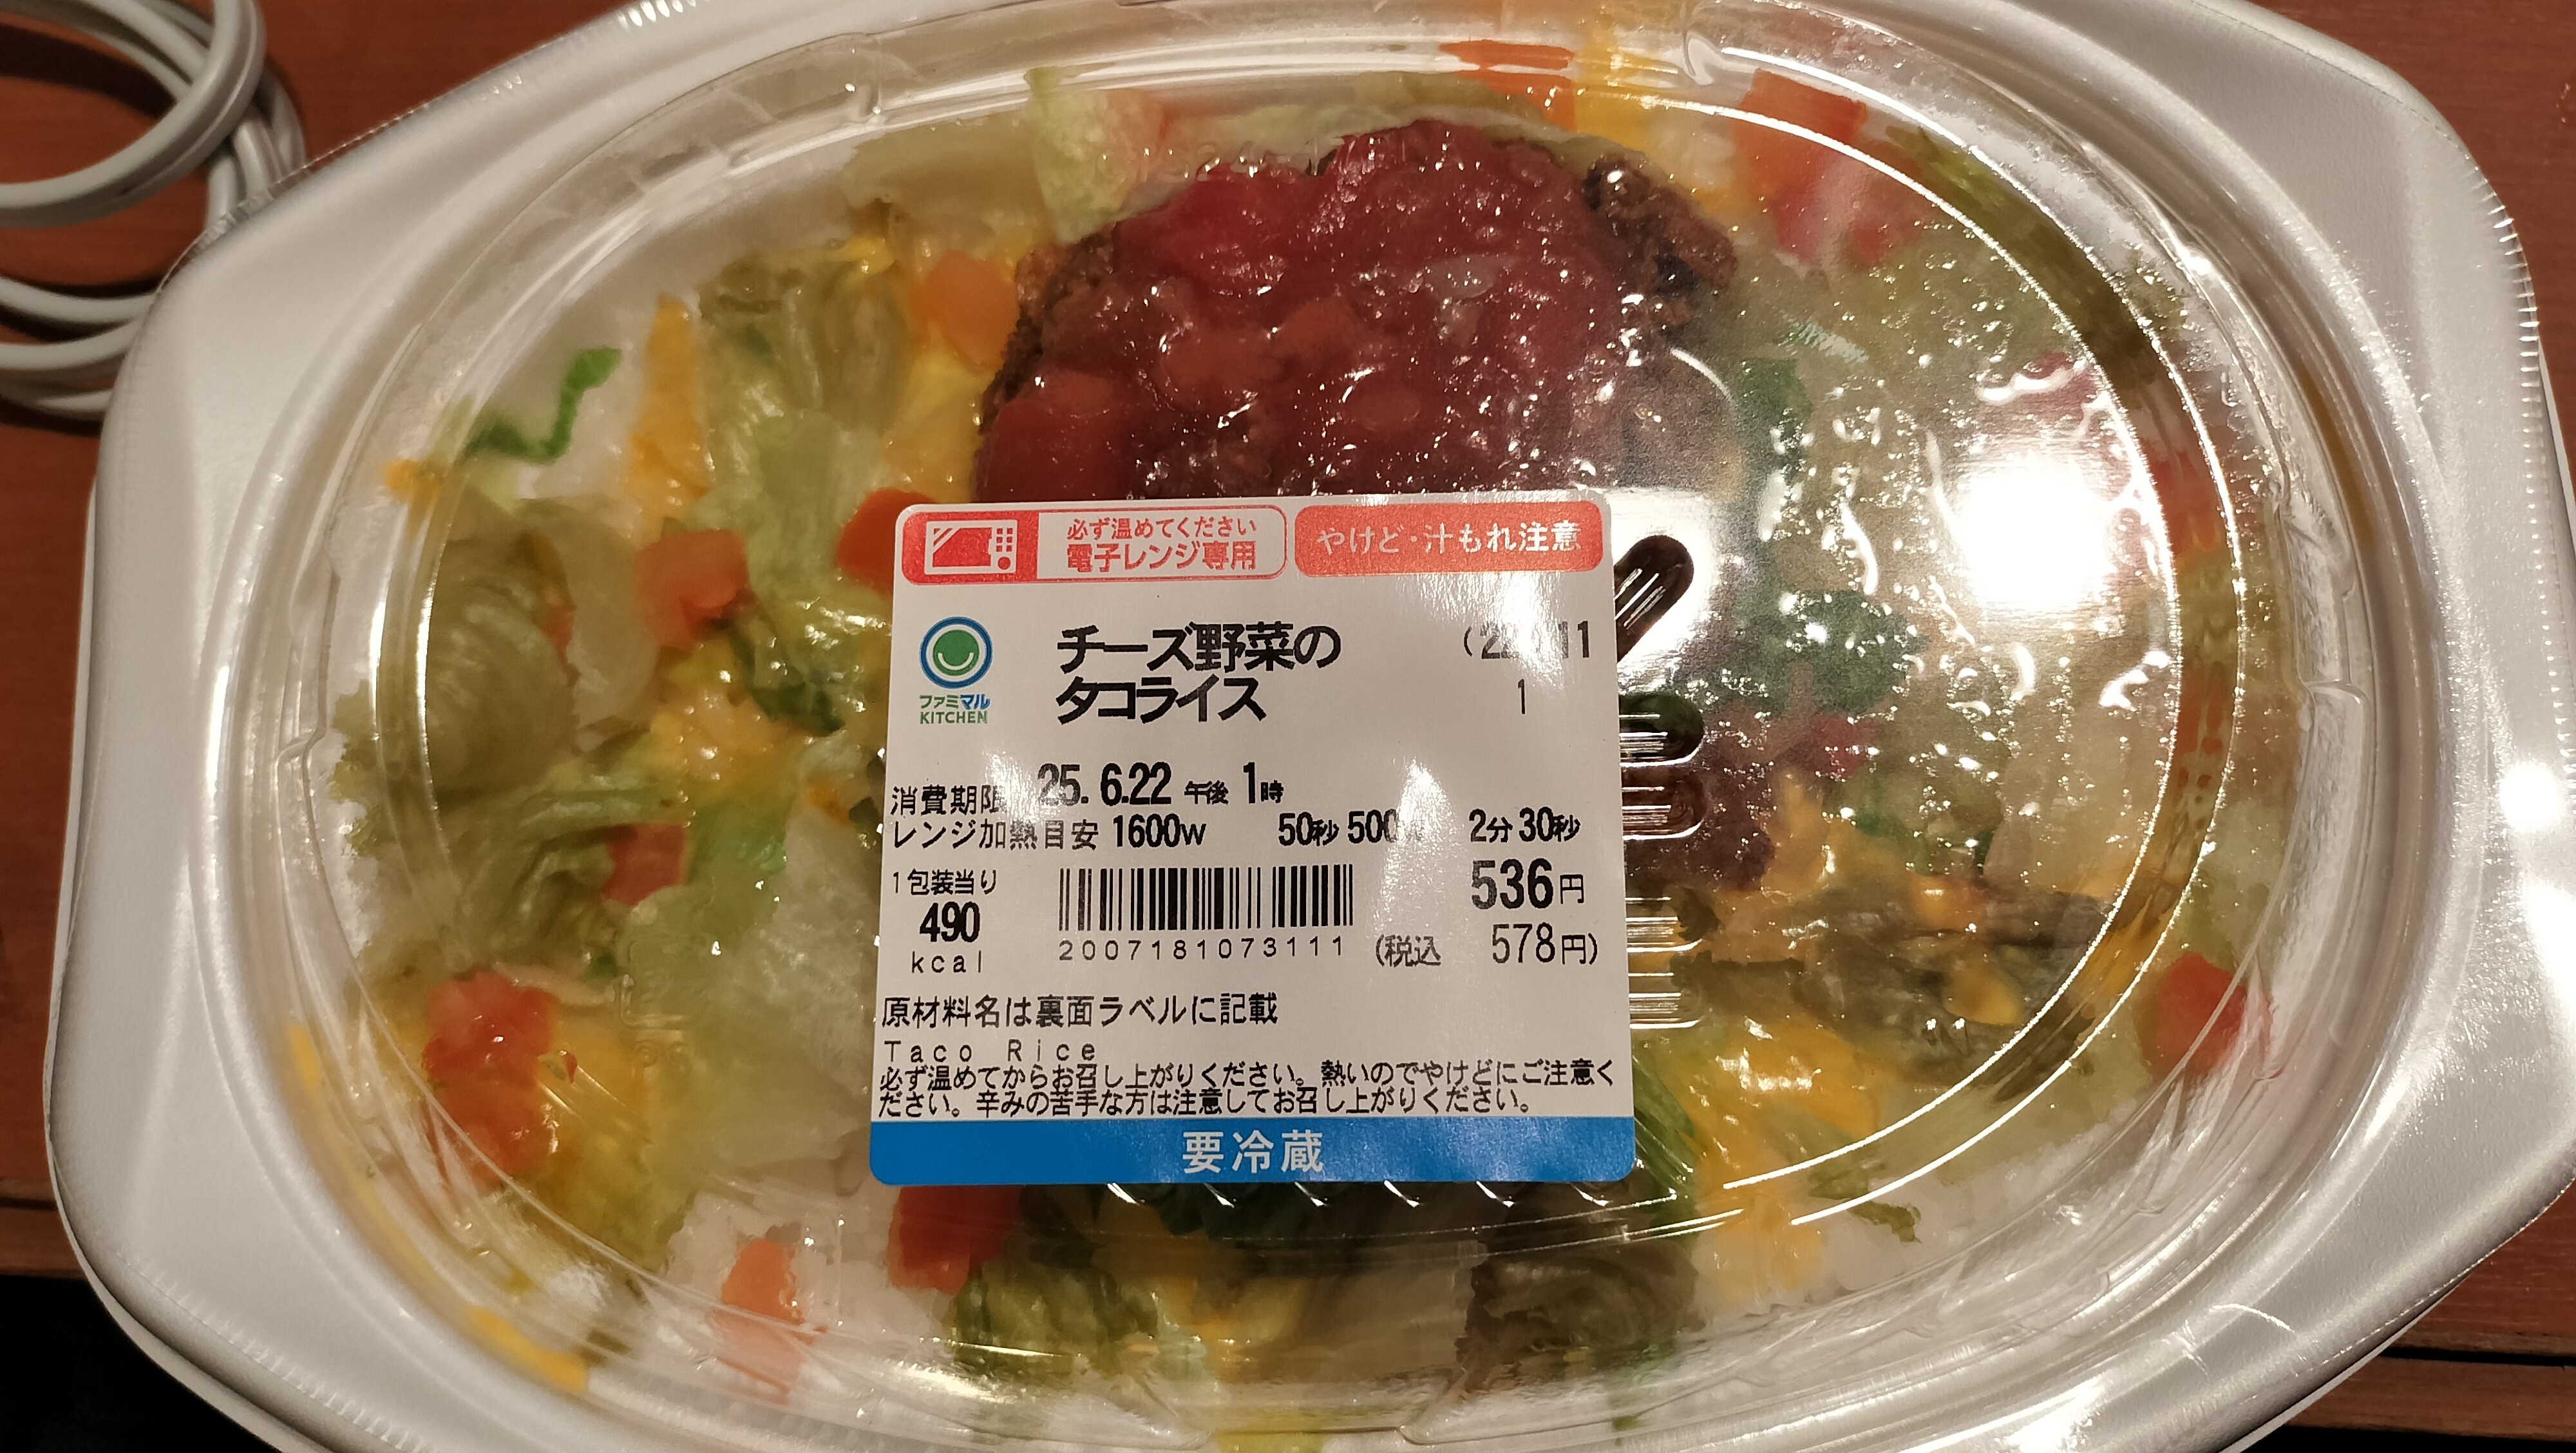 必ず温めてください
電子レンジ専用
やけど・汁もれ注意
ファミマル
KITCHEN
チーズ野菜の
タコライス
11
1
消費期限 25. 6.22 午後 1時
レンジ加熱目安 1600w 50秒 500w 2分 30秒
1包装当り
490
kcal
2007181073111
536円
(税込 578円)
原材料名は裏面ラベルに記載
Taco Rice
必ず温めてからお召し上がりください。熱いのでやけどにご注意く
ださい。辛みの苦手な方は注意してお召し上がりください。
要冷蔵